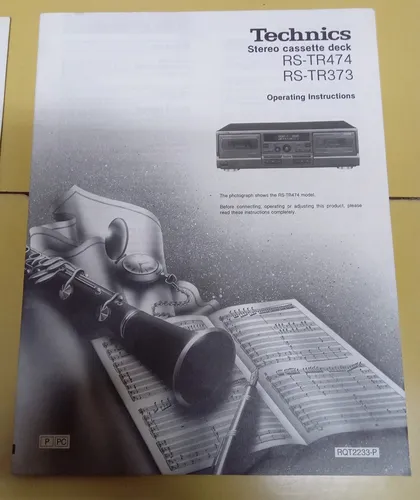 Technics
Stereo cassette deck
RS-TR474
RS-TR373
Operating Instructions
The photograph shows the RS-TR474 model.
Before connecting, operating or adjusting this product, please
read these instructions completely.
P PC
RQT2233-P